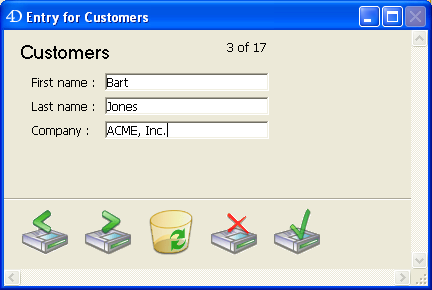 4D Entry for Customers
Customers
3 of 17
First name : Bart
Last name : Jones
Company : ACME, Inc.